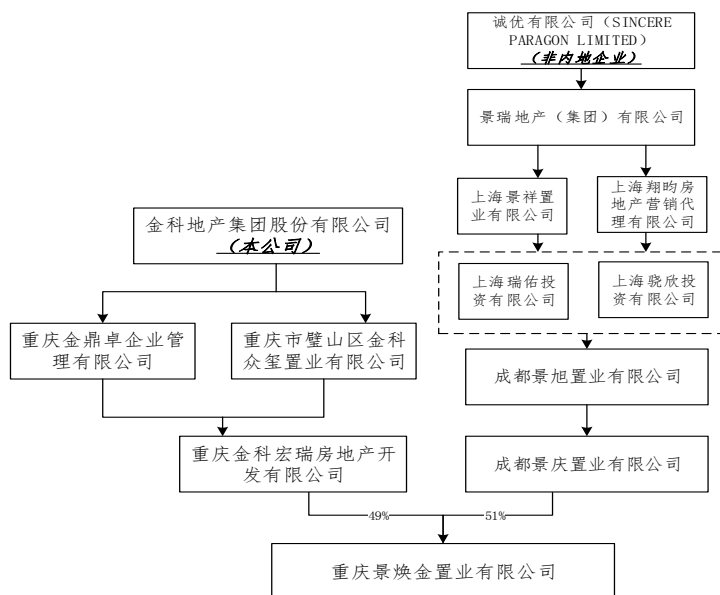 诚优有限公司（SINCERE
PARAGON LIMITED）
（非内地企业）
景瑞地产（集团）有限公司
上海景祥置
业有限公司
上海翔昀房
地产营销代
理有限公司
金科地产集团股份有限公司
（本公司）
上海瑞佑投
资有限公司
上海骁欣投
资有限公司
重庆金鼎卓企业管
理有限公司
重庆市璧山区金科
众玺置业有限公司
成都景旭置业有限公司
重庆金科宏瑞房地产开
发有限公司
成都景庆置业有限公司
49%
51%
重庆景焕金置业有限公司